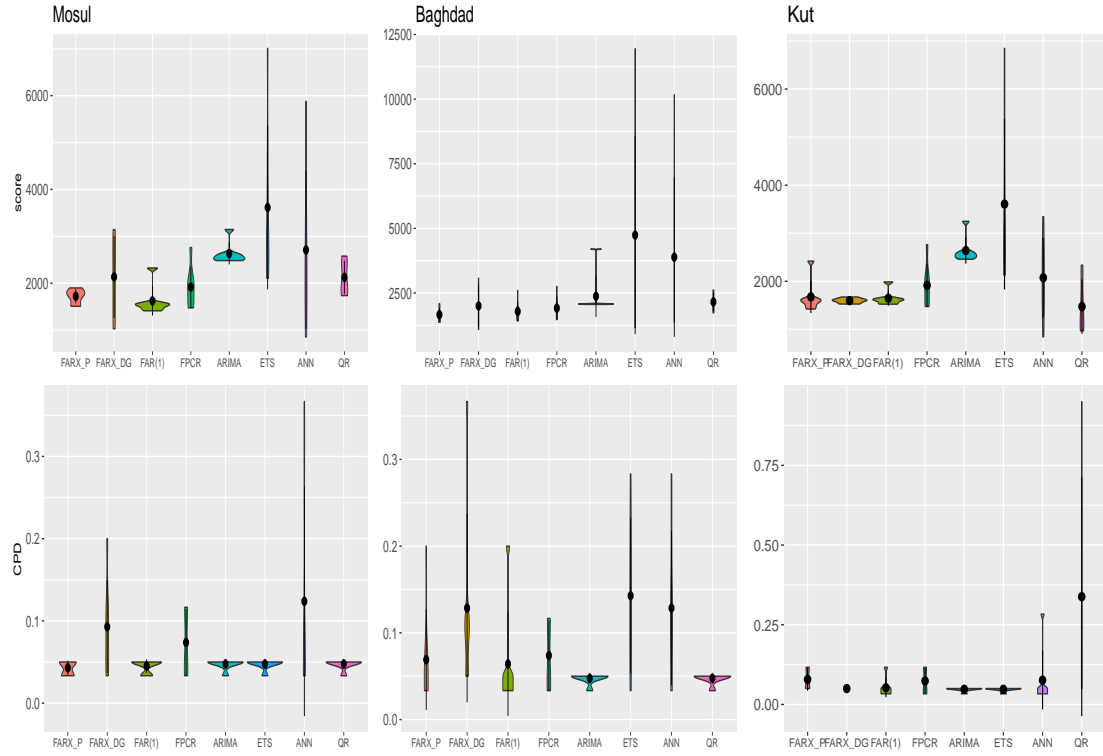 Mosul
Baghdad
Kut
score
6000
4000
2000
FARX_P FARX_DG FAR(1) FPCR ARIMA ETS ANN QR
12500
10000
7500
5000
2500
FARX_P FARX_DG FAR(1) FPCR ARIMA ETS ANN QR
6000
4000
2000
FARX_P FARX_DG FAR(1) FPCR ARIMA ETS ANN QR
CPD
0.3
0.2
0.1
0.0
FARX_P FARX_DG FAR(1) FPCR ARIMA ETS ANN QR
0.3
0.2
0.1
0.0
FARX_P FARX_DG FAR(1) FPCR ARIMA ETS ANN QR
0.75
0.50
0.25
0.00
FARX_P FARX_DG FAR(1) FPCR ARIMA ETS ANN QR